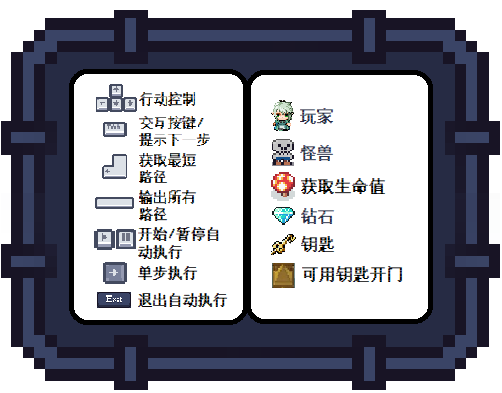 行动控制
交互按键/
提示下一步
获取最短
路径
输出所有
路径
开始/暂停自
动执行
单步执行
Exit
退出自动执行
玩家
怪兽
获取生命值
钻石
钥匙
可用钥匙开门